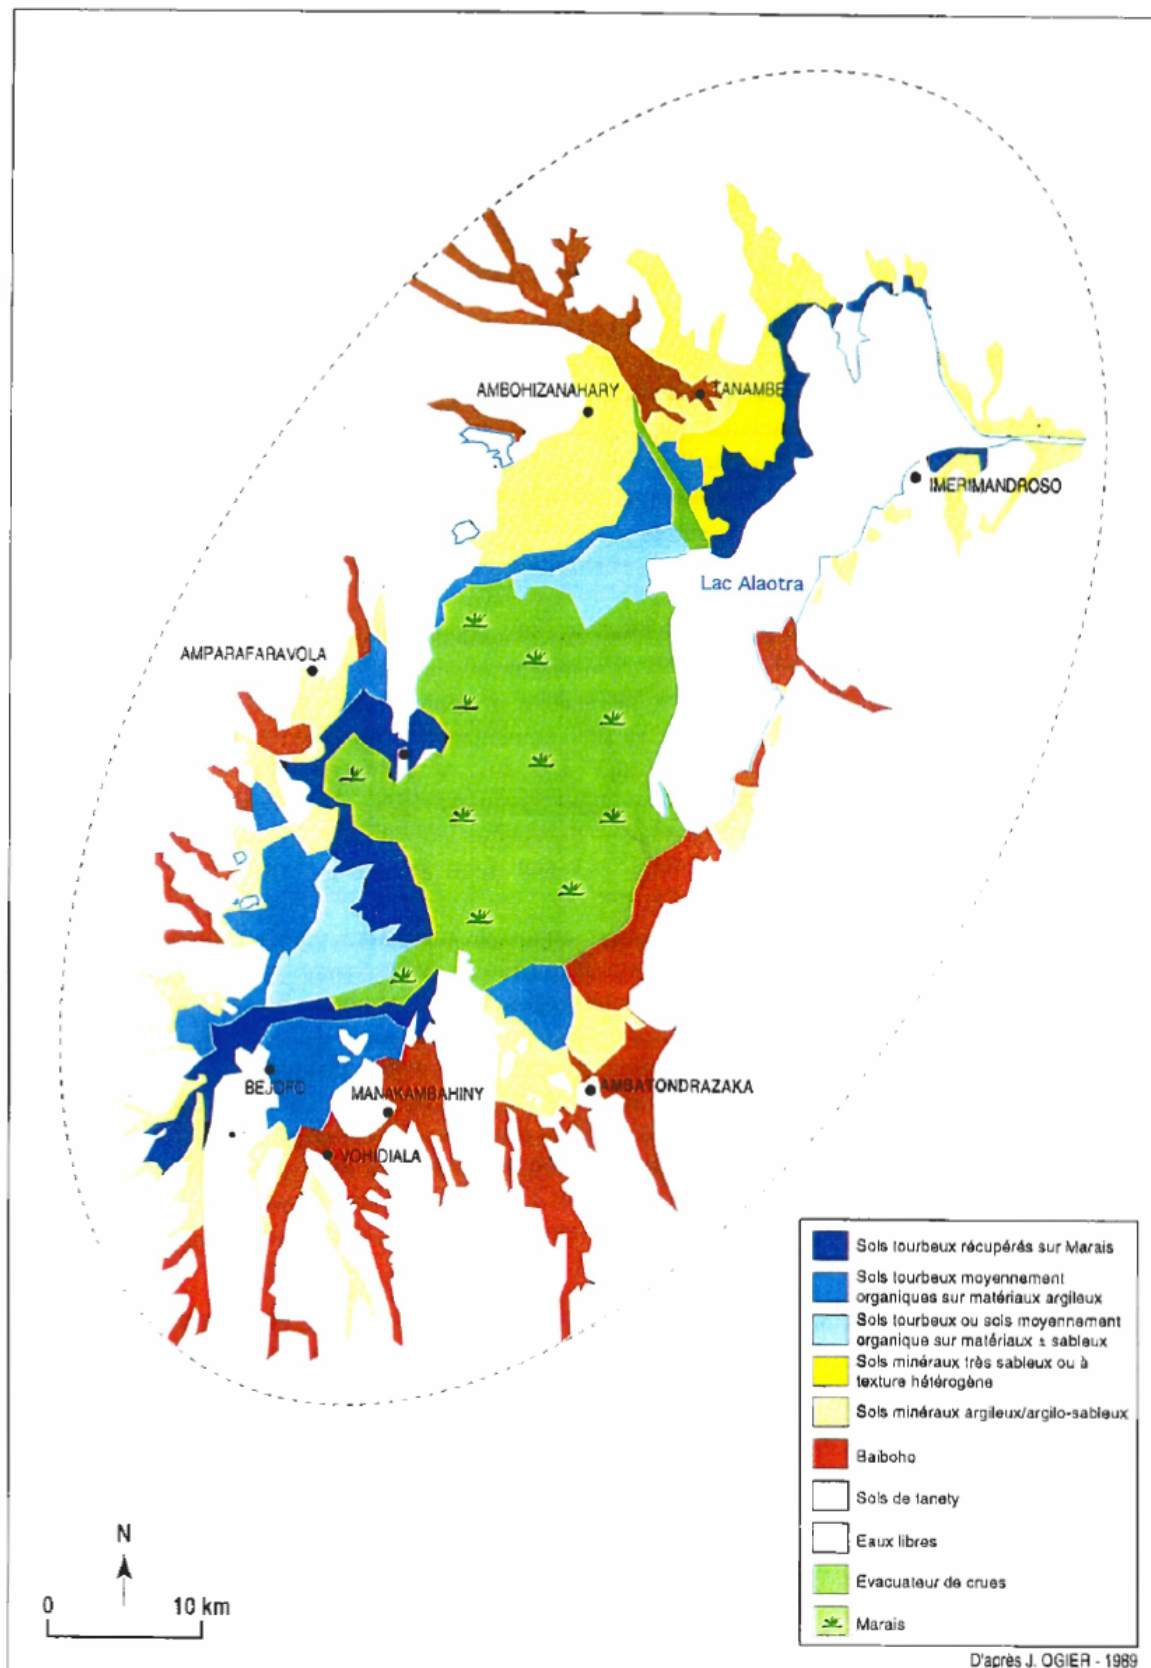 AMBOHIZANAHARY
TANAMBE
IMERIMANDROSO
Lac Alaotra
AMPARAFARAVOLA
BEJOFO
MANAKAMBAHINY
AMBATONDRAZAKA
VOHIDIALA
Sols tourbeux récupérés sur Marais
Sols tourbeux moyennement
organiques sur matériaux argileux
Sols tourbeux ou sols moyennement
organique sur matériaux ± sableux
Sols minéraux très sableux ou à
texture hétérogène
Sols minéraux argileux/argilo-sableux
Baiboho
Sols de tanety
Eaux libres
Evacuateur de crues
Marais
N
0 10 km
D'après J. OGIER - 1989